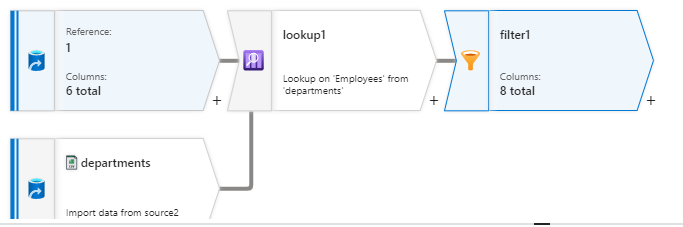 Reference:
1
Columns:
6 total
+
lookup1
Lookup on 'Employees' from
'departments'
+
filter1
Columns:
8 total
+
departments
Import data from source2